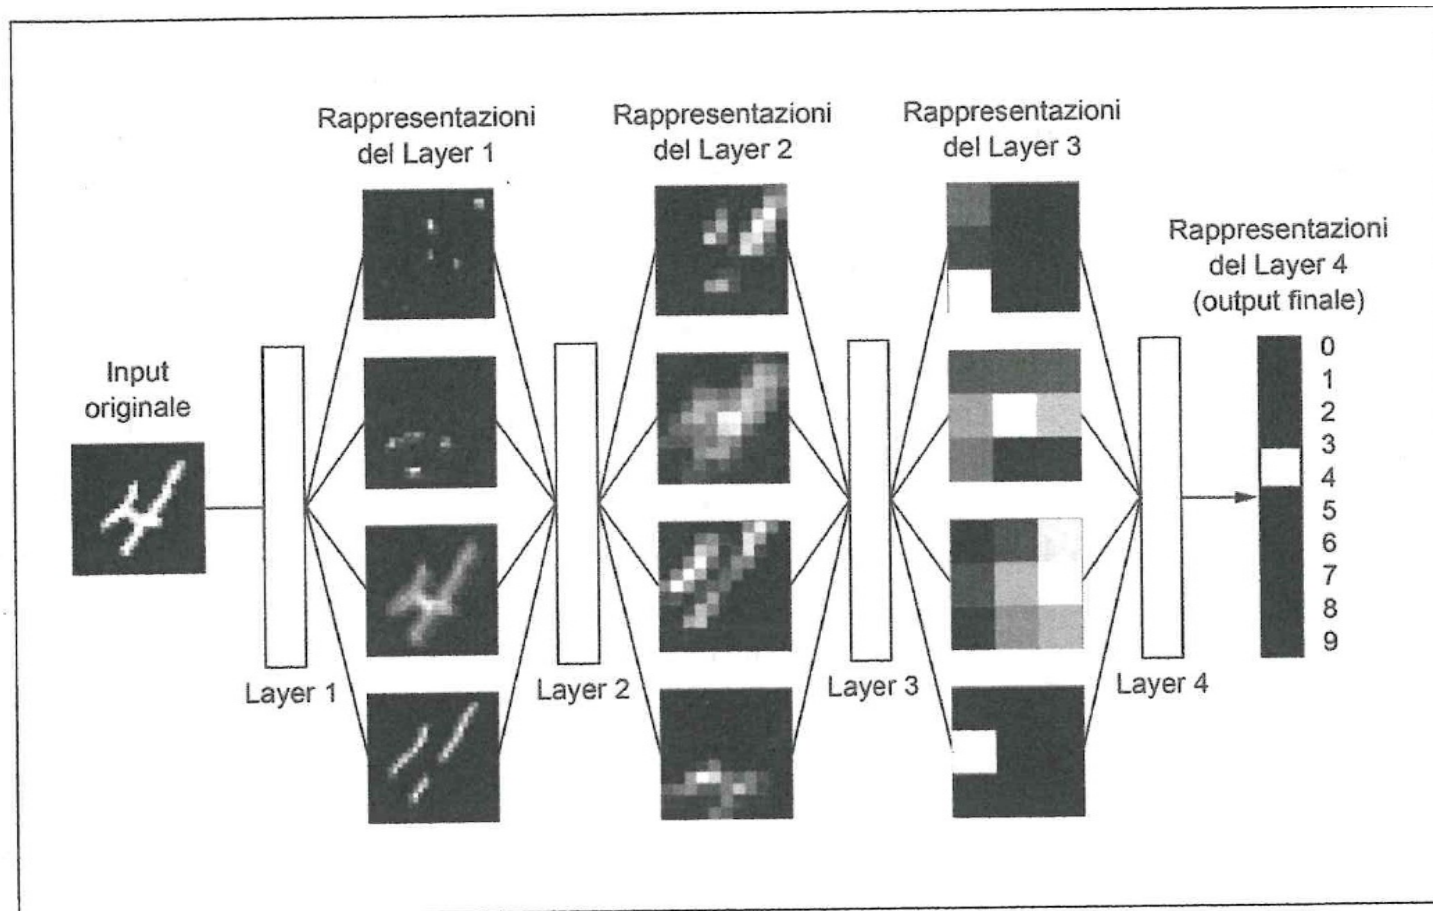 Rappresentazioni
del Layer 1
Rappresentazioni
del Layer 2
Rappresentazioni
del Layer 3
Rappresentazioni
del Layer 4
(output finale)
Input
originale
0
1
2
3
4
5
6
7
8
9
Layer 1
Layer 2
Layer 3
Layer 4